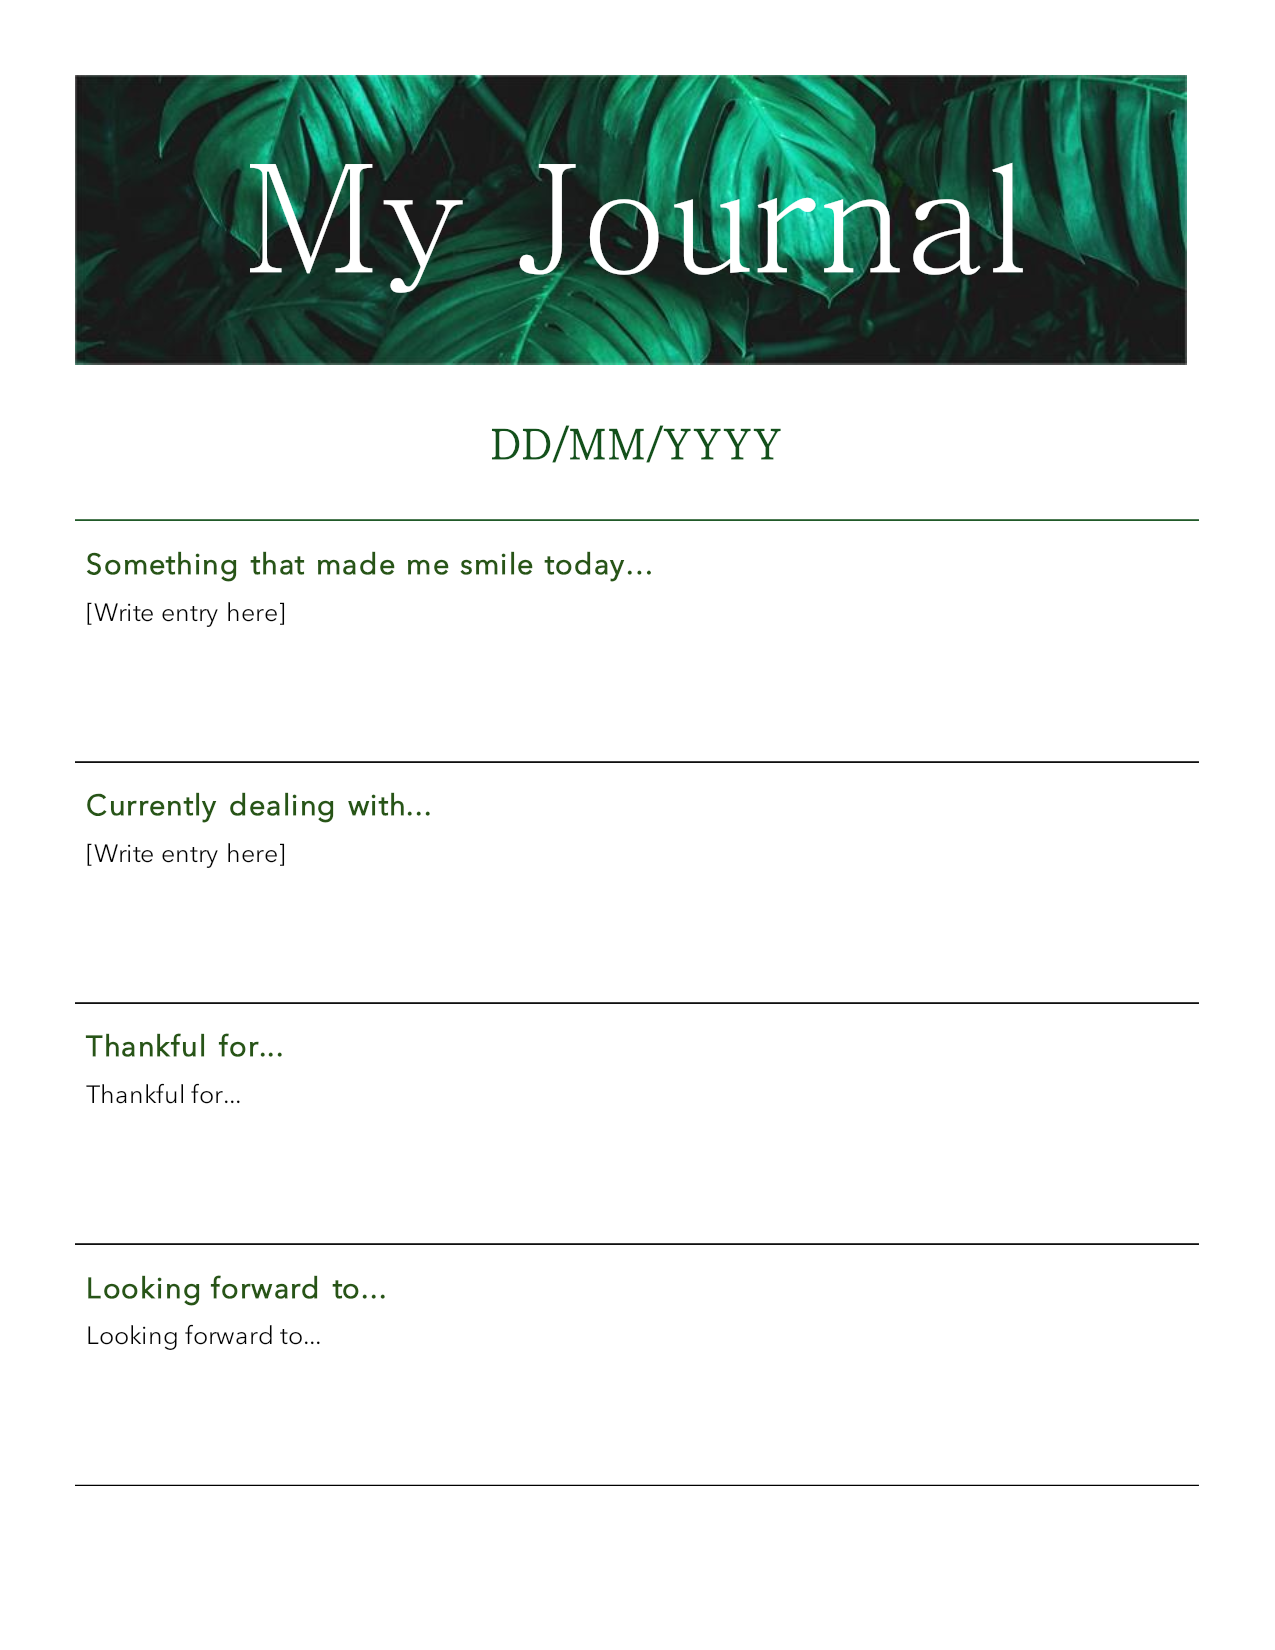 My Journal
DD/MM/YYYY
Something that made me smile today…
[Write entry here]
Currently dealing with...
[Write entry here]
Thankful for...
Thankful for...
Looking forward to...
Looking forward to...